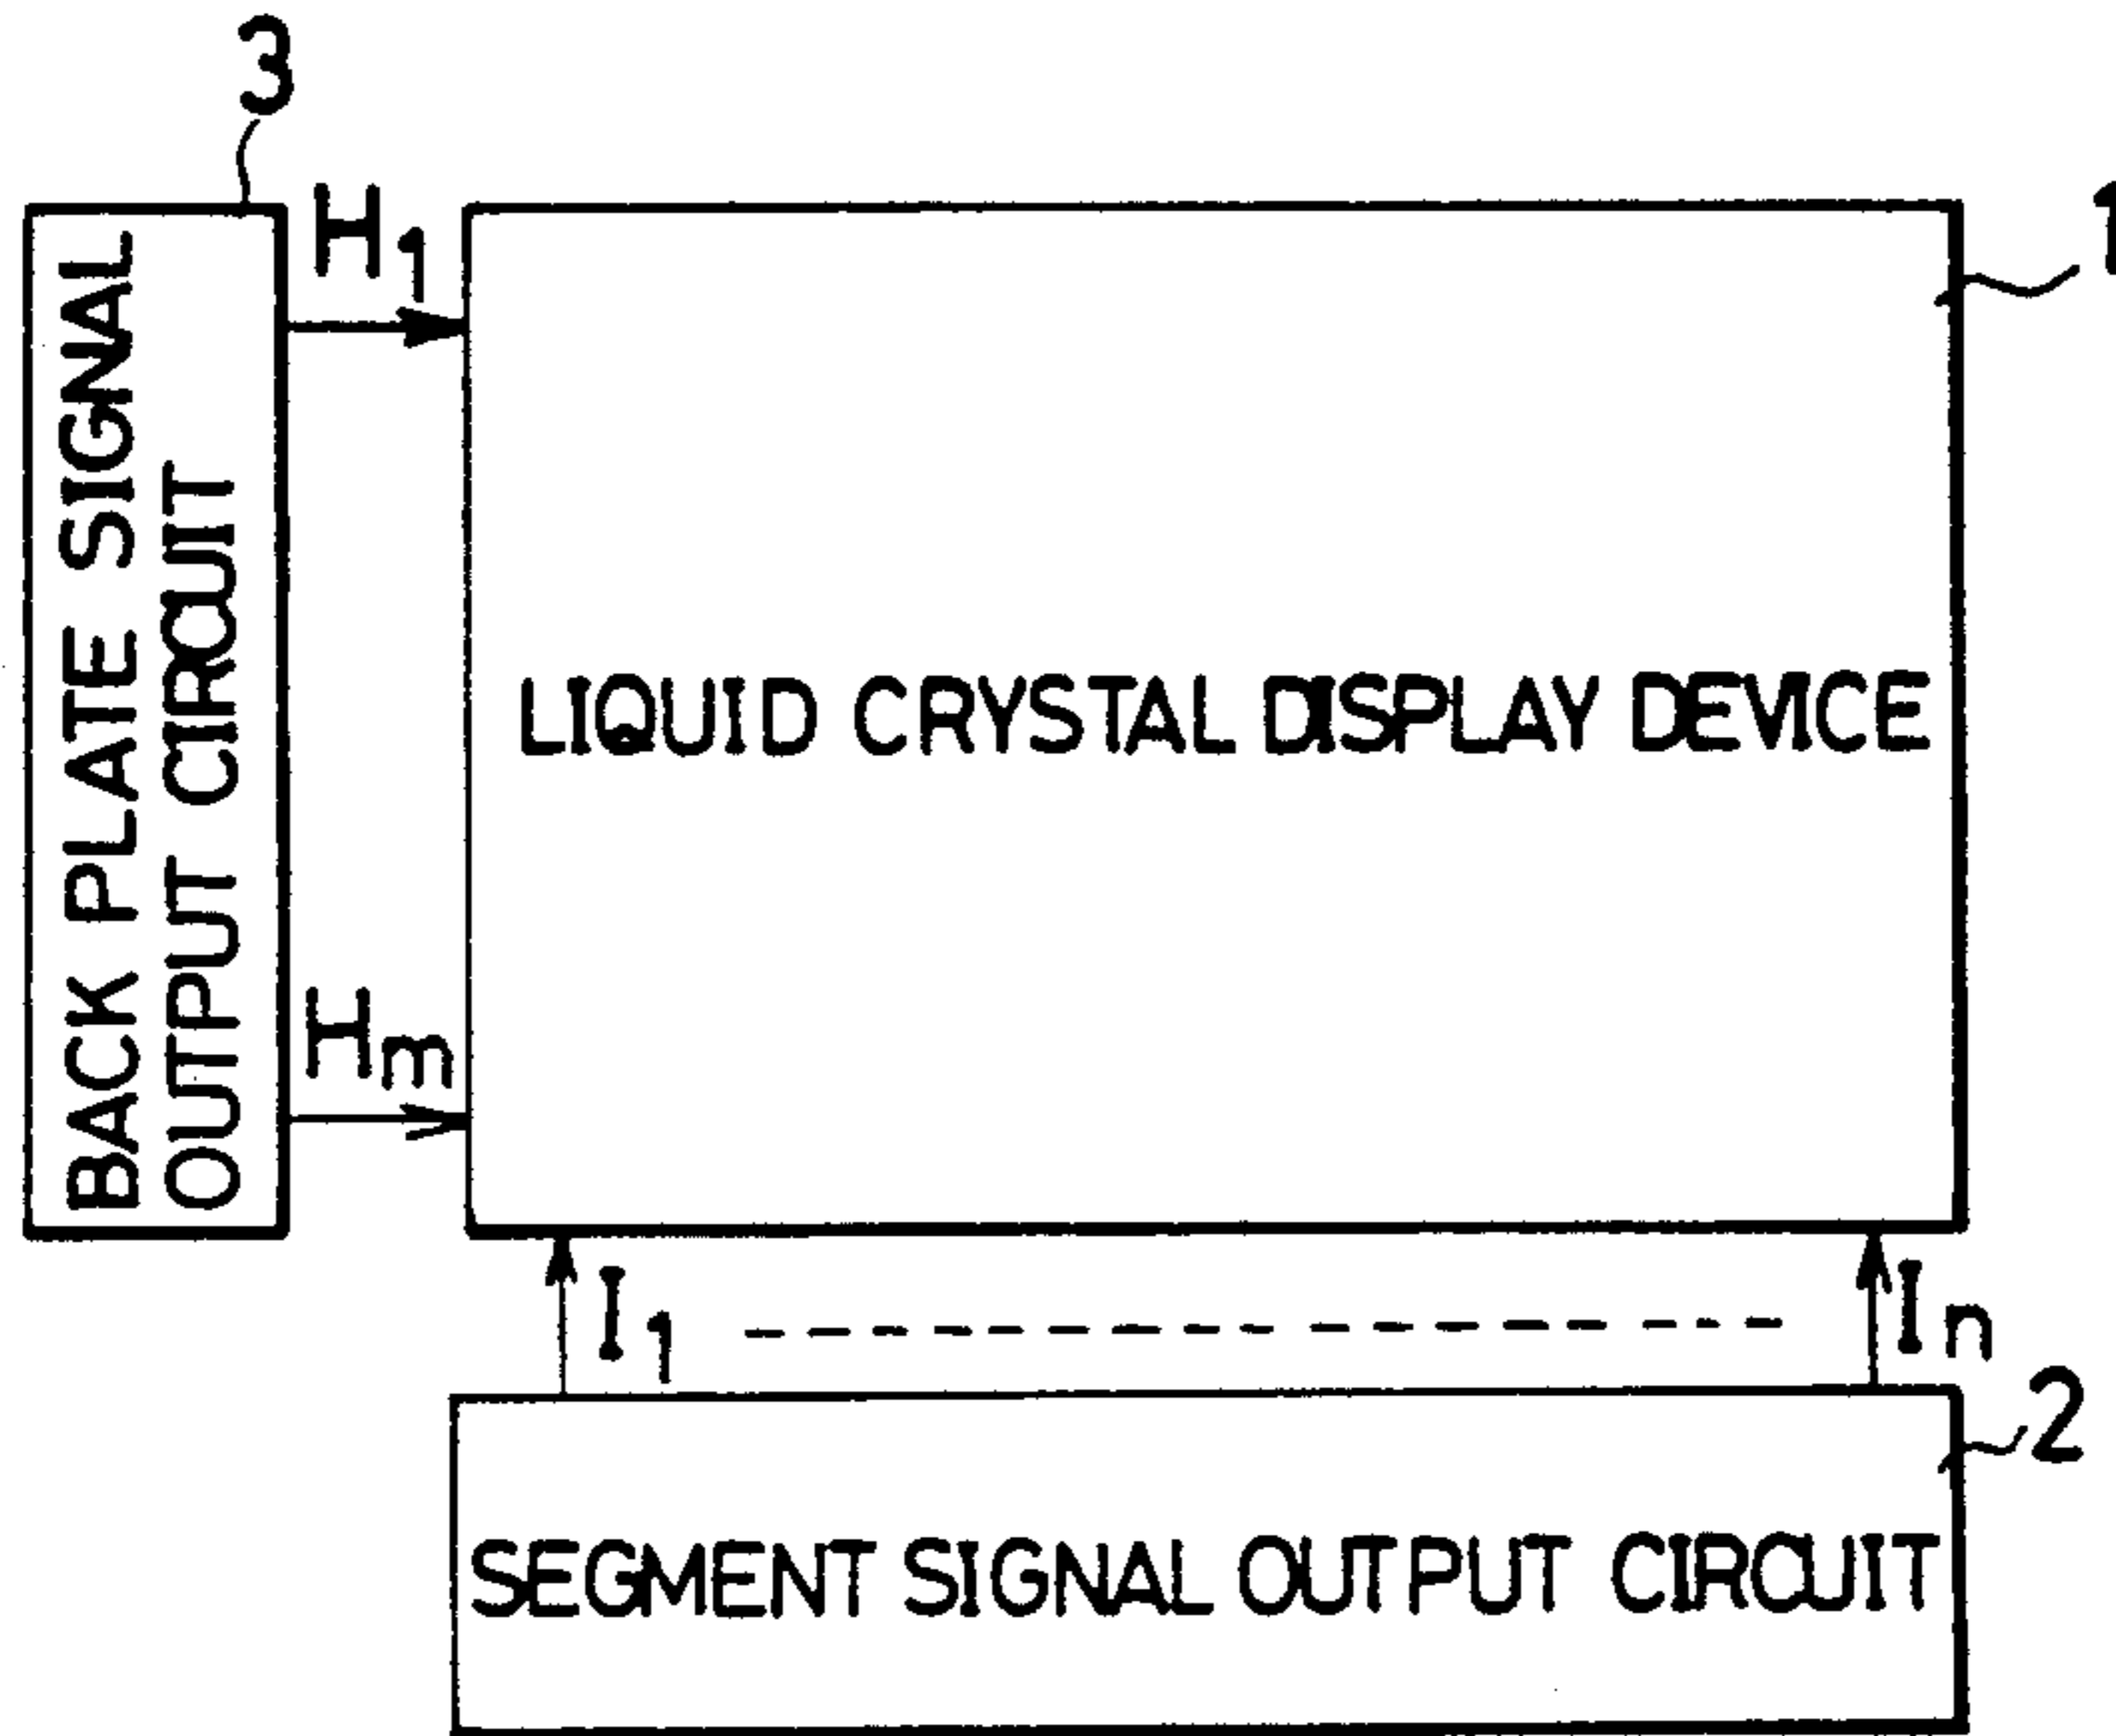 3
H1
1
BACK PLATE SIGNAL
OUTPUT CIRCUIT
LIQUID CRYSTAL DISPLAY DEVICE
Hm
I1
In
2
SEGMENT SIGNAL OUTPUT CIRCUIT